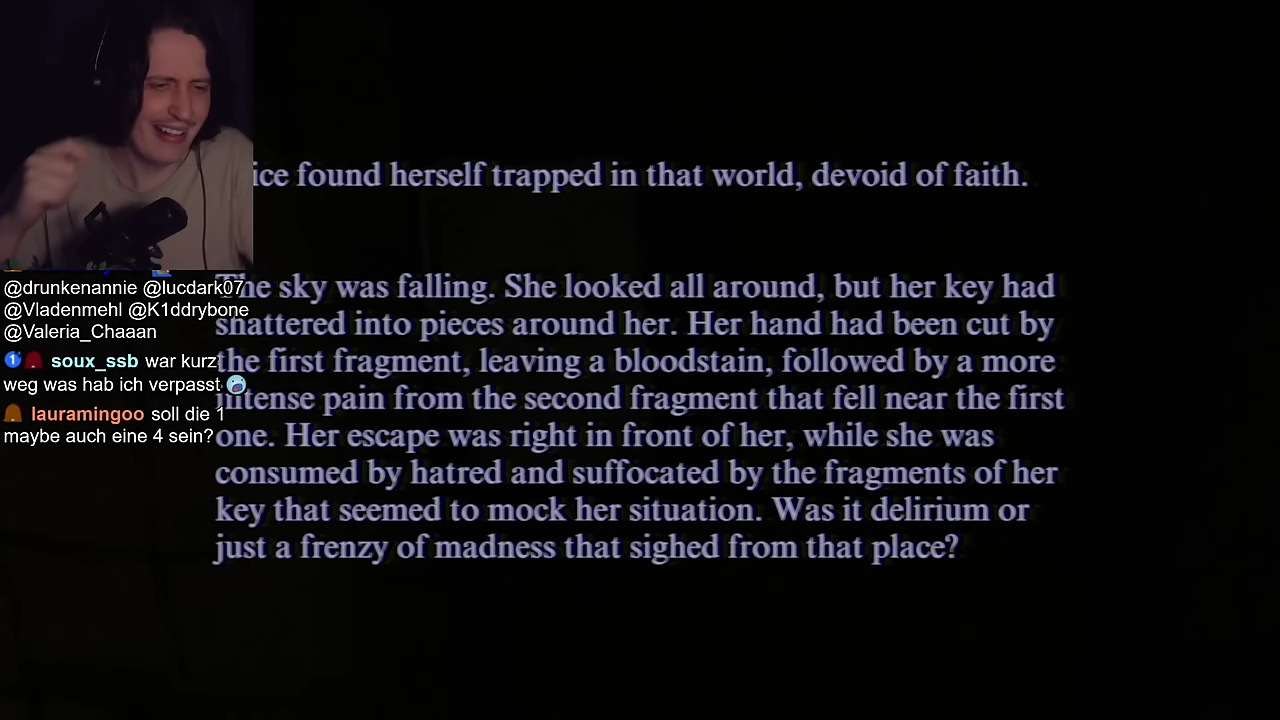 ice found herself trapped in that world, devoid of faith.
The sky was falling. She looked all around, but her key had
shattered into pieces around her. Her hand had been cut by
the first fragment, leaving a bloodstain, followed by a more
intense pain from the second fragment that fell near the first
one. Her escape was right in front of her, while she was
consumed by hatred and suffocated by the fragments of her
key that seemed to mock her situation. Was it delirium or
just a frenzy of madness that sighed from that place?
@drunkenannie @lucdark07
@Vladenmehl @K1ddrybone
@Valeria_Chaaan
1 soux_ssb war kurz
weg was hab ich verpasst
lauramingoo soll die 1
maybe auch eine 4 sein?